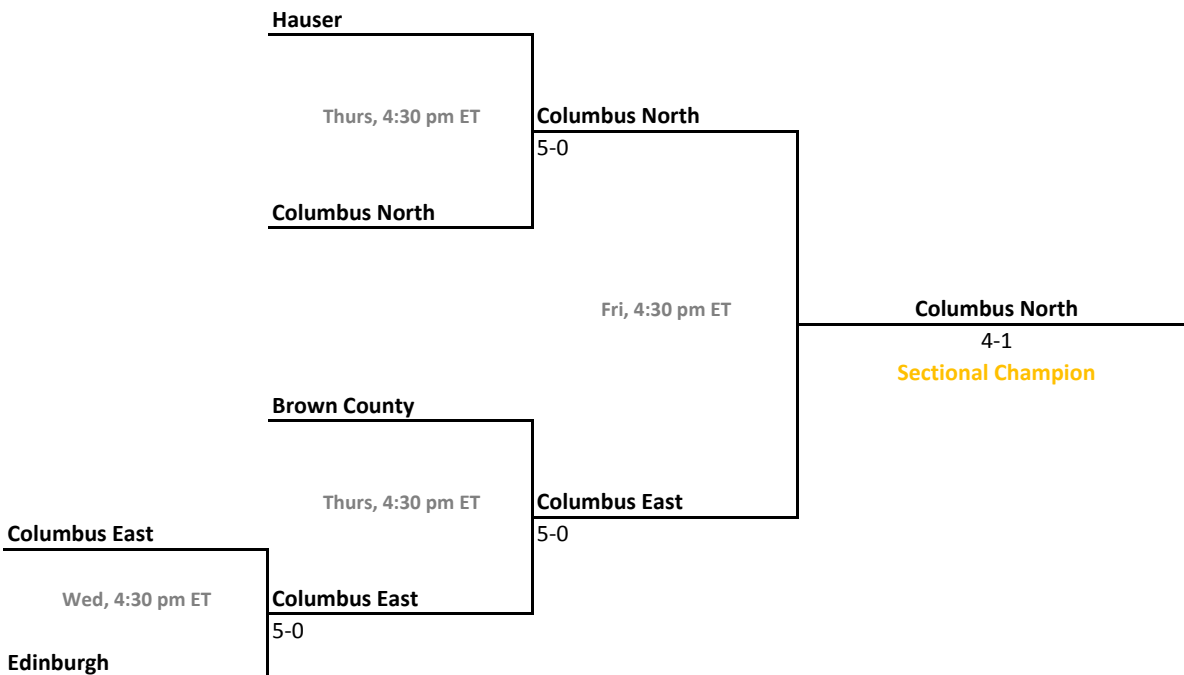 Hauser
Thurs, 4:30 pm ET
Columbus North
5-0
Columbus North
Fri, 4:30 pm ET
Columbus North
4-1
Sectional Champion
Brown County
Thurs, 4:30 pm ET
Columbus East
5-0
Columbus East
Wed, 4:30 pm ET
Columbus East
5-0
Edinburgh